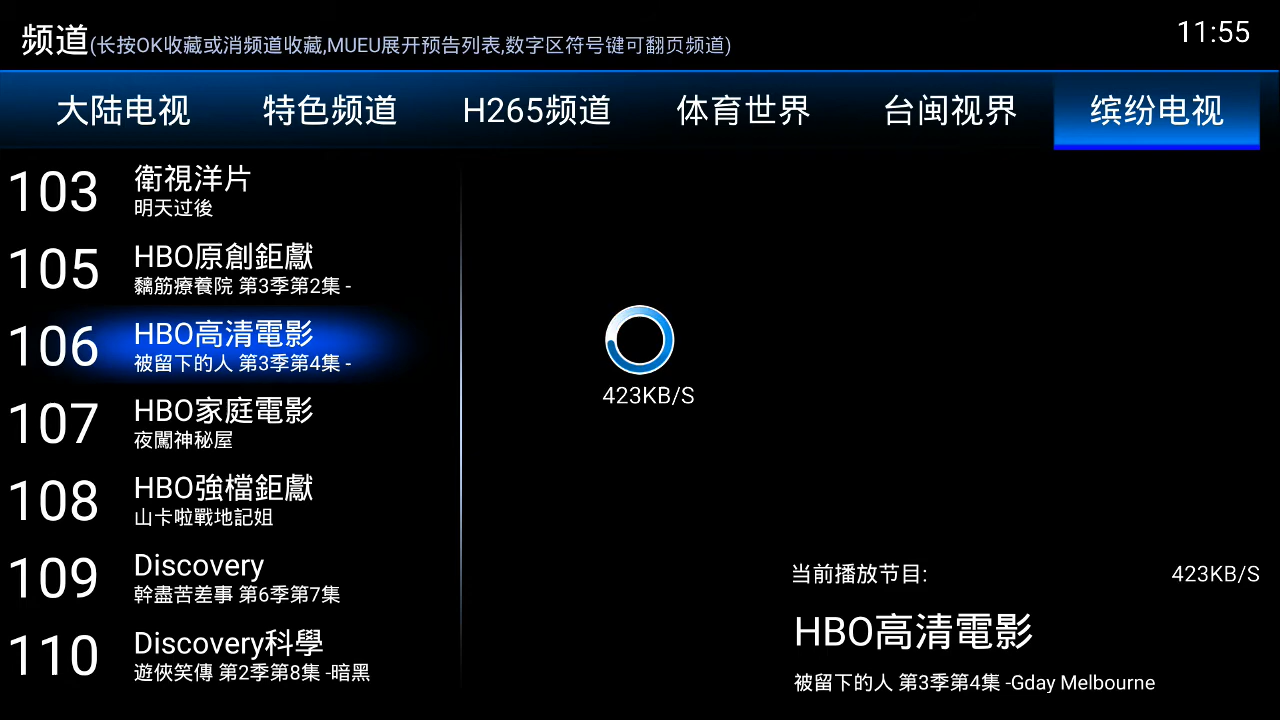 频道(长按OK收藏或消频道收藏,MUEU展开预告列表,数字区符号键可翻页频道)
11:55
大陆电视 特色频道 H265频道 体育世界 台闽视界 缤纷电视
103 衛視洋片
明天过後
105 HBO原創鉅獻
黐筋療養院 第3季第2集 -
106 HBO高清電影
被留下的人 第3季第4集 -
423KB/S
107 HBO家庭電影
夜闖神秘屋
108 HBO強檔鉅獻
山卡啦戰地記姐
109 Discovery
幹盡苦差事 第6季第7集
110 Discovery科學
遊俠笑傳 第2季第8集 -暗黑
当前播放节目: 423KB/S
HBO高清電影
被留下的人 第3季第4集 -Gday Melbourne